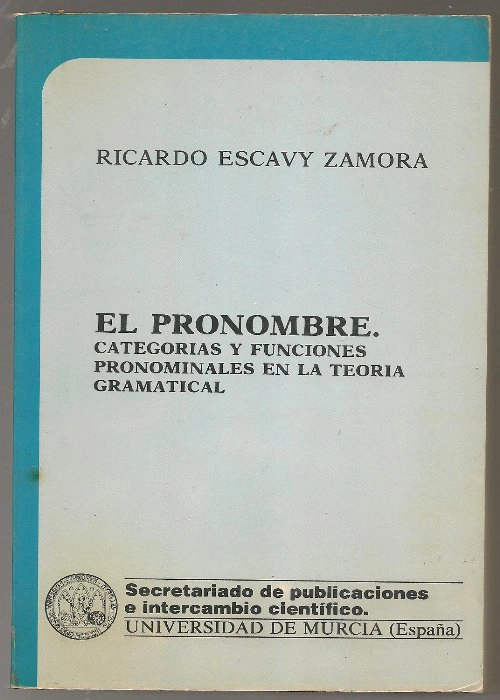 RICARDO ESCAVY ZAMORA
EL PRONOMBRE.
CATEGORIAS Y FUNCIONES
PRONOMINALES EN LA TEORIA
GRAMATICAL
Secretariado de publicaciones
e intercambio científico.
UNIVERSIDAD DE MURCIA (España)